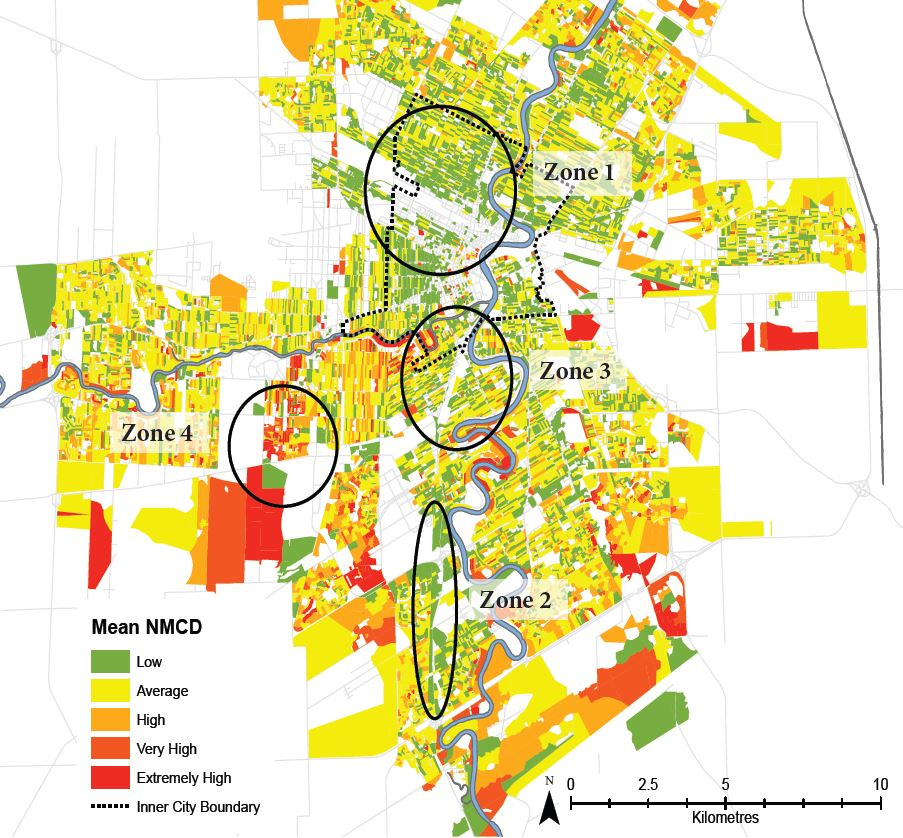 Zone 1
Zone 3
Zone 4
Zone 2
Mean NMCD
Low
Average
High
Very High
Extremely High
Inner City Boundary
N
0 2.5 5 10
Kilometres